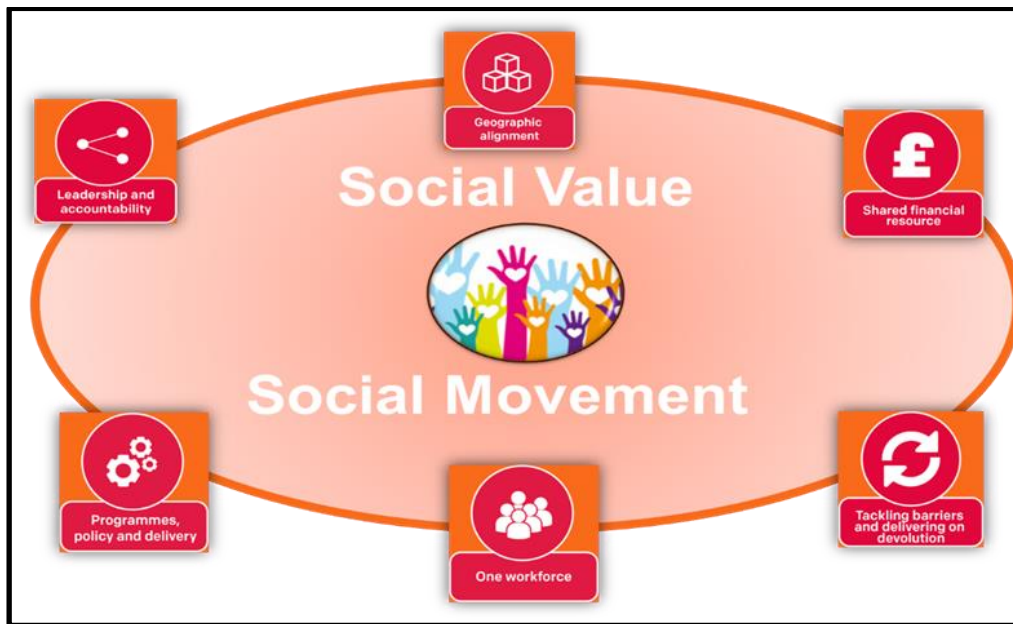 Geographic
alignment
Leadership and
accountability
£
Shared financial
resource
Social Value
Social Movement
Programmes,
policy and delivery
One workforce
Tackling barriers
and delivering on
devolution